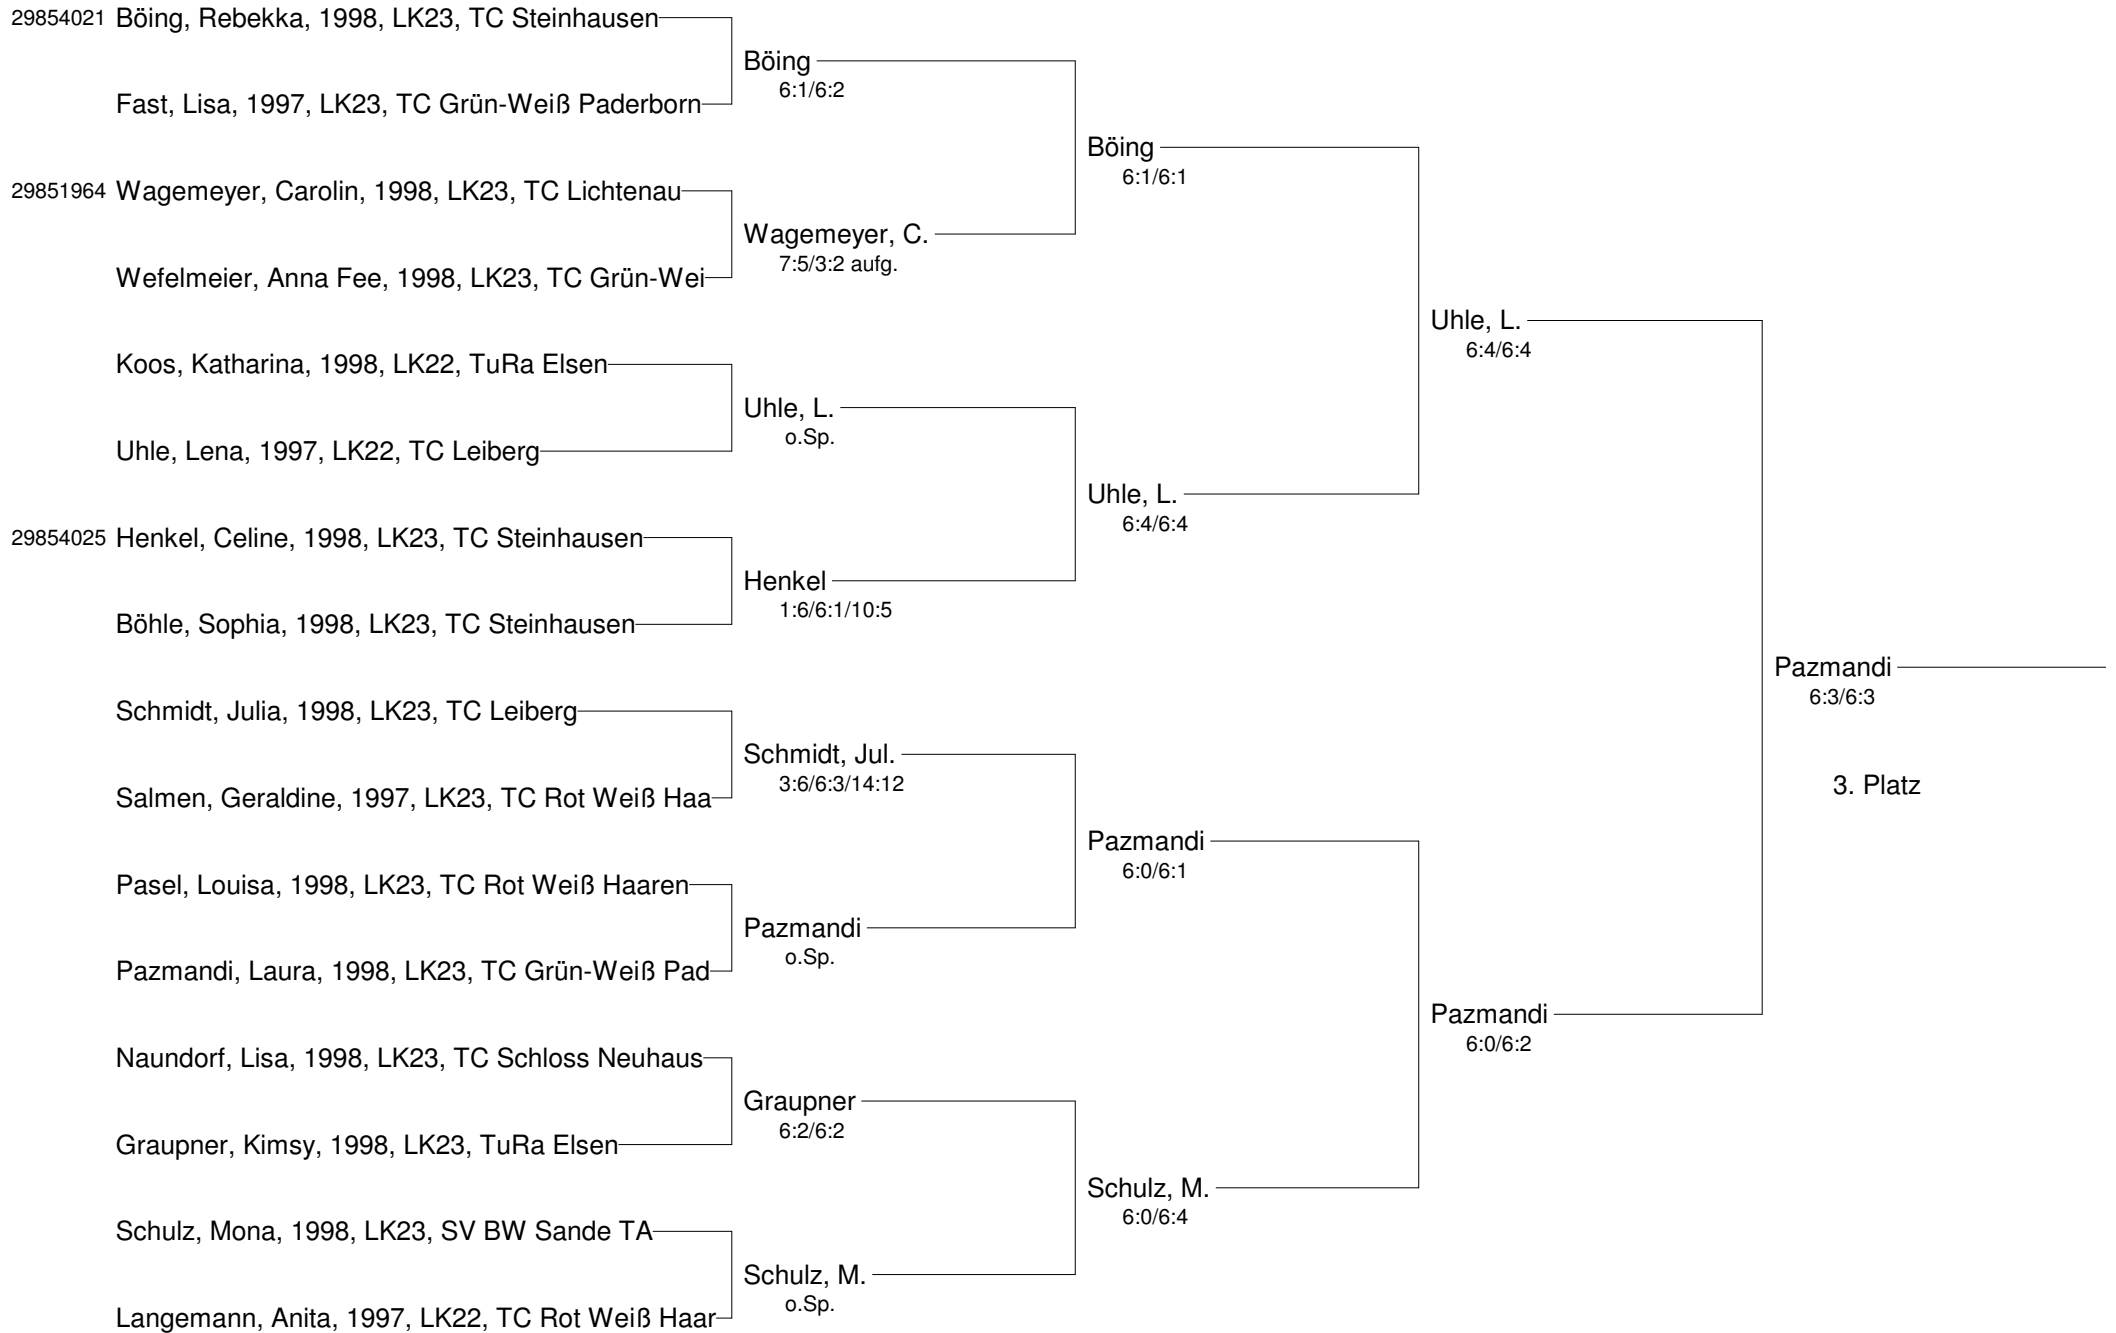 29854021 Böing, Rebekka, 1998, LK23, TC Steinhausen
Böing
6:1/6:2
Fast, Lisa, 1997, LK23, TC Grün-Weiß Paderborn
Böing
6:1/6:1
29851964 Wagemeyer, Carolin, 1998, LK23, TC Lichtenau
Wagemeyer, C.
7:5/3:2 aufg.
Wefelmeier, Anna Fee, 1998, LK23, TC Grün-Wei
Uhle, L.
6:4/6:4
Koos, Katharina, 1998, LK22, TuRa Elsen
Uhle, L.
o.Sp.
Uhle, Lena, 1997, LK22, TC Leiberg
Uhle, L.
6:4/6:4
29854025 Henkel, Celine, 1998, LK23, TC Steinhausen
Henkel
1:6/6:1/10:5
Böhle, Sophia, 1998, LK23, TC Steinhausen
Pazmandi
6:3/6:3
Schmidt, Julia, 1998, LK23, TC Leiberg
Schmidt, Jul.
3:6/6:3/14:12
3. Platz
Salmen, Geraldine, 1997, LK23, TC Rot Weiß Haa
Pazmandi
6:0/6:1
Pasel, Louisa, 1998, LK23, TC Rot Weiß Haaren
Pazmandi
o.Sp.
Pazmandi, Laura, 1998, LK23, TC Grün-Weiß Pad
Pazmandi
6:0/6:2
Naundorf, Lisa, 1998, LK23, TC Schloss Neuhaus
Graupner
6:2/6:2
Graupner, Kimsy, 1998, LK23, TuRa Elsen
Schulz, M.
6:0/6:4
Schulz, Mona, 1998, LK23, SV BW Sande TA
Schulz, M.
o.Sp.
Langemann, Anita, 1997, LK22, TC Rot Weiß Haar